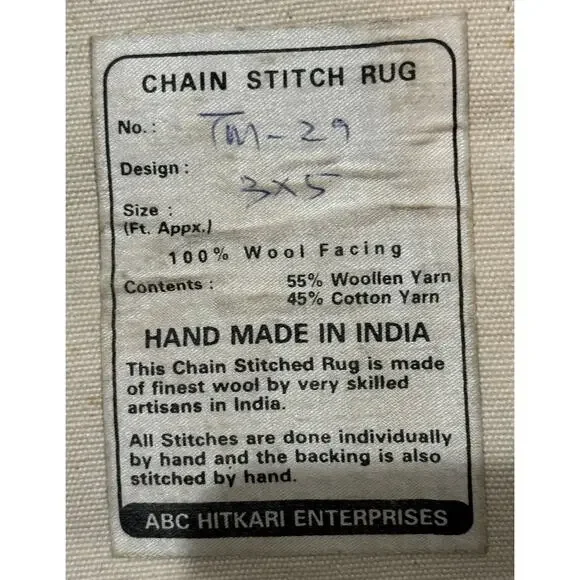 CHAIN STITCH RUG
No.: TM-29
Design :
3x5
Size :
(Ft. Appx.)
100% Wool Facing
Contents : 55% Woollen Yarn
45% Cotton Yarn
HAND MADE IN INDIA
This Chain Stitched Rug is made
of finest wool by very skilled
artisans in India.
All Stitches are done individually
by hand and the backing is also
stitched by hand.
ABC HITKARI ENTERPRISES